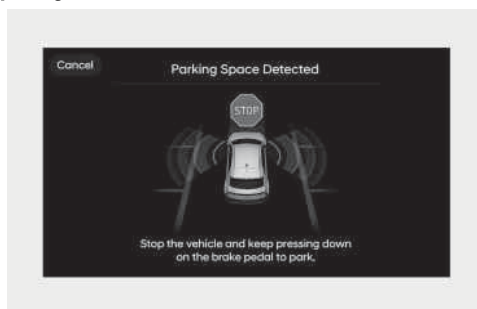 Cancel
Parking Space Detected
STOP
Stop the vehicle and keep pressing down
on the brake pedal to park.